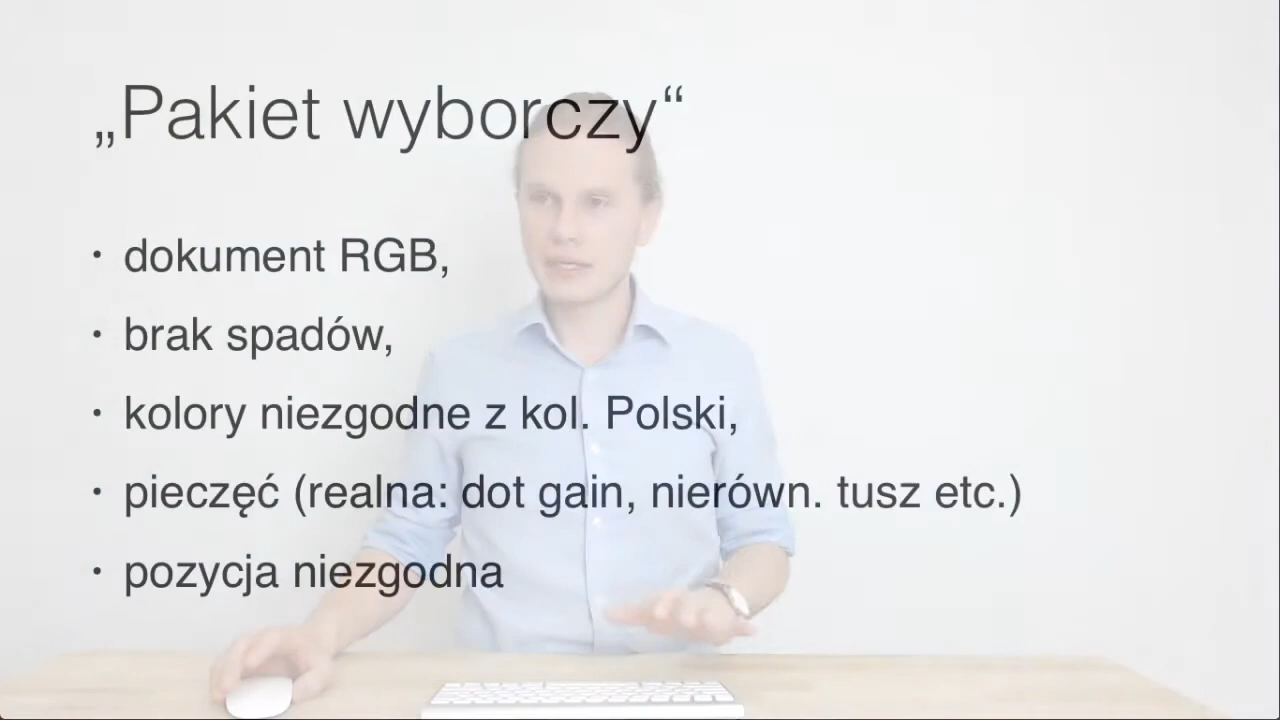 „Pakiet wyborczy“
• dokument RGB,
• brak spadów,
• kolory niezgodne z kol. Polski,
• pieczęć (realna: dot gain, nierówn. tusz etc.)
• pozycja niezgodna